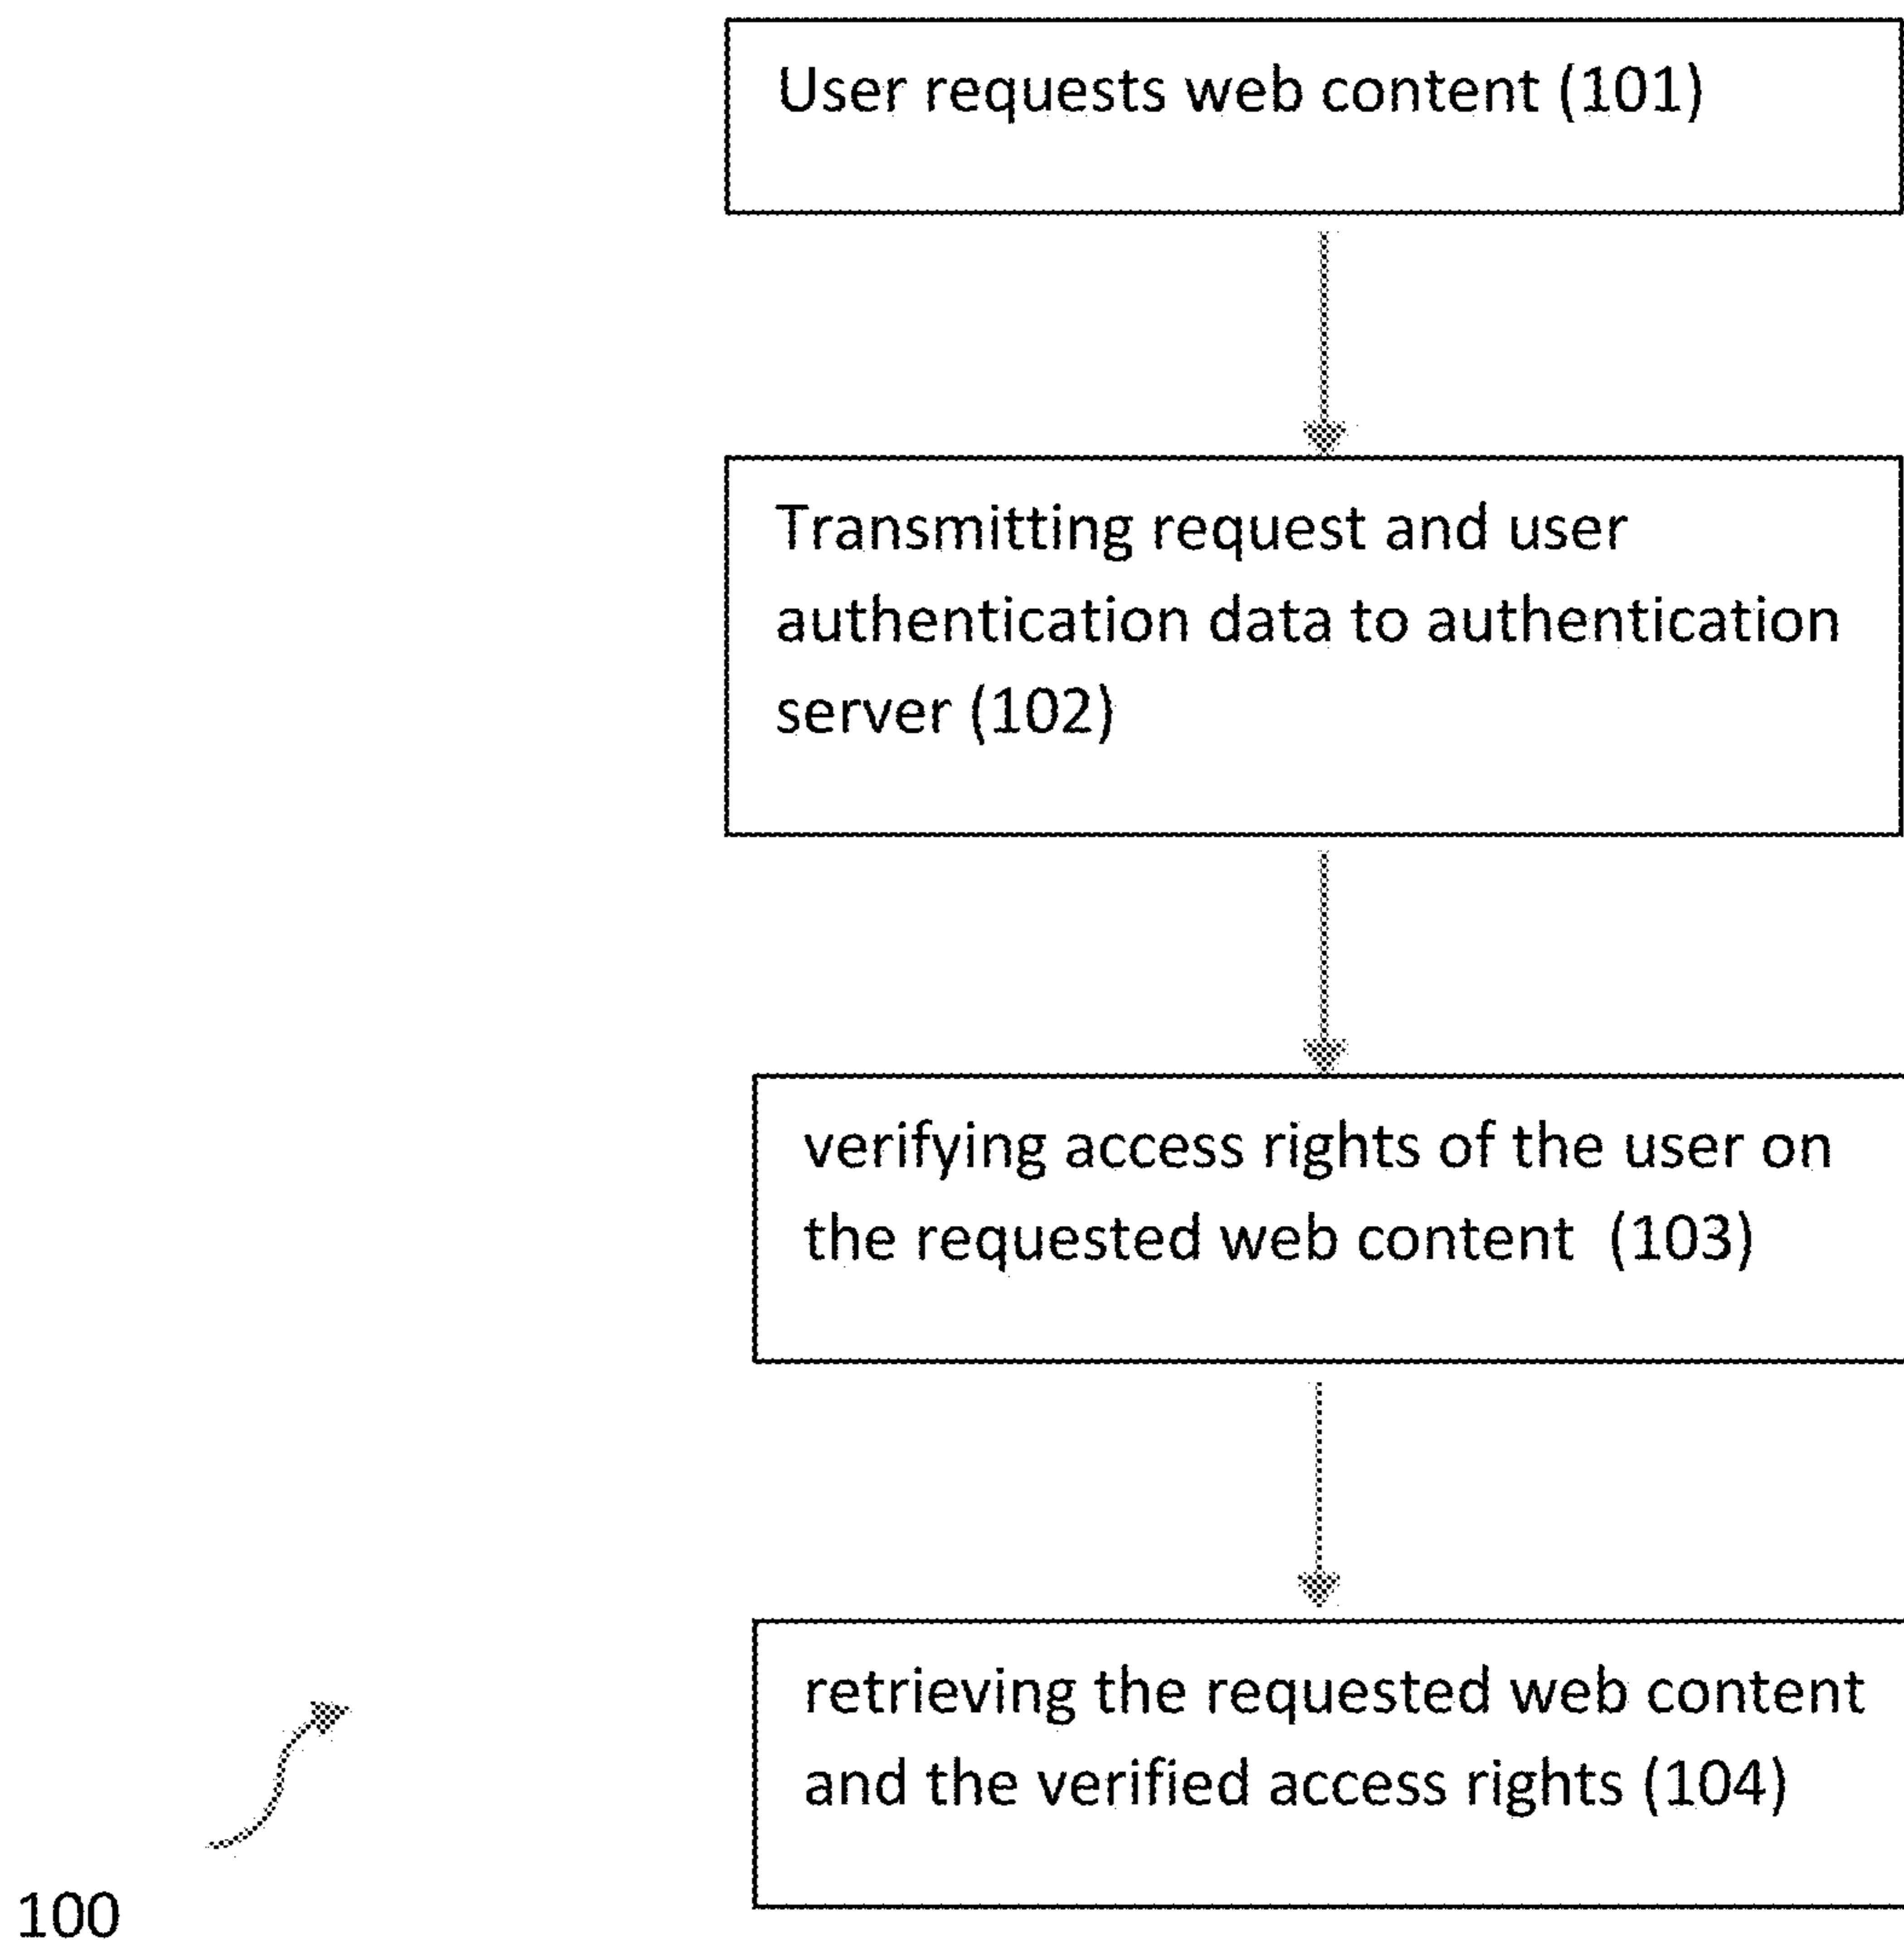 User requests web content (101)
Transmitting request and user
authentication data to authentication
server (102)
verifying access rights of the user on
the requested web content (103)
retrieving the requested web content
and the verified access rights (104)
100